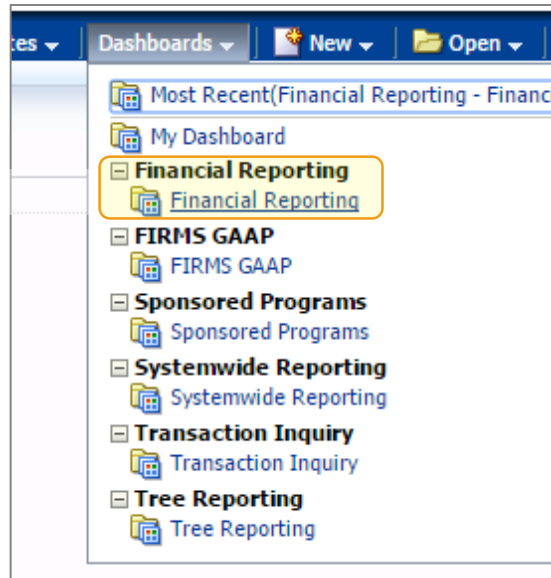 Dashboards New Open
Most Recent(Financial Reporting - Financ
My Dashboard
Financial Reporting
Financial Reporting
FIRMS GAAP
FIRMS GAAP
Sponsored Programs
Sponsored Programs
Systemwide Reporting
Systemwide Reporting
Transaction Inquiry
Transaction Inquiry
Tree Reporting
Tree Reporting